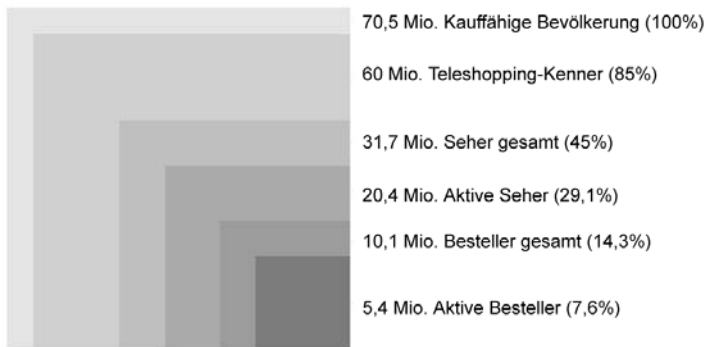 70,5 Mio. Kauffähige Bevölkerung (100%)
60 Mio. Teleshopping-Kenner (85%)
31,7 Mio. Seher gesamt (45%)
20,4 Mio. Aktive Seher (29,1%)
10,1 Mio. Besteller gesamt (14,3%)
5,4 Mio. Aktive Besteller (7,6%)